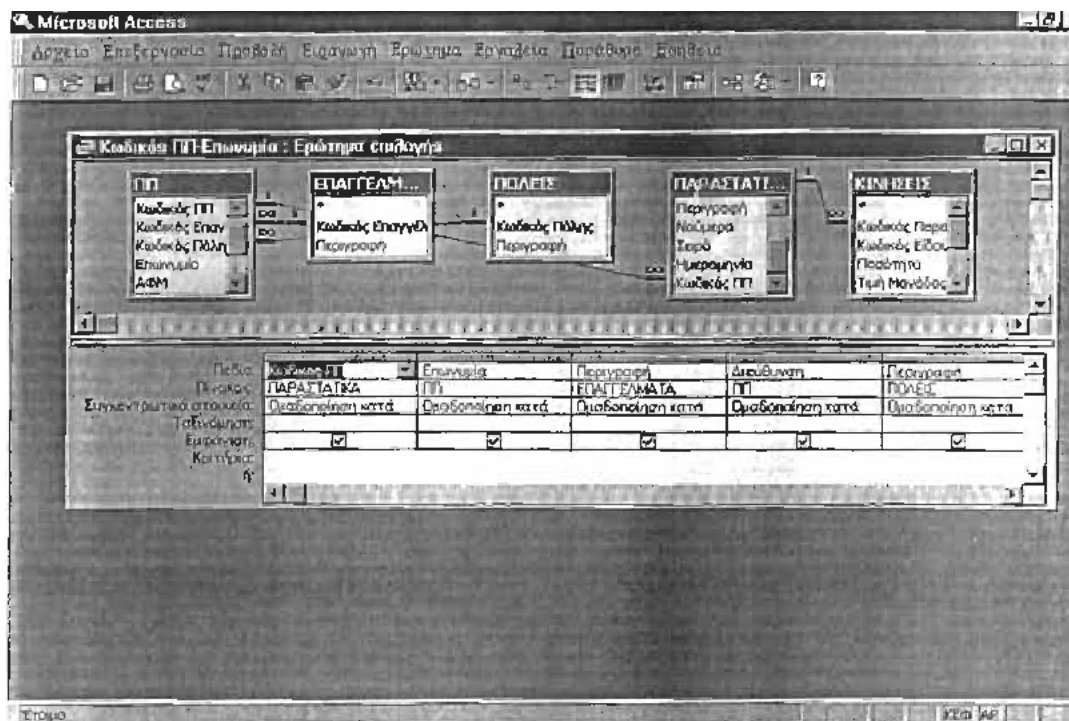 Microsoft Access
Αρχείο Επεξεργασία Προβολή Εισαγωγή Ερώτημα Εργαλεία Παράθυρο Βοήθεια
Κωδικός ΠΠ-Επωνυμία : Ερώτημα επιλογής
ΠΠ ΕΠΑΓΓΕΛΜ... ΠΟΛΕΙΣ ΠΑΡΑΣΤΑΤΙ... ΚΙΝΗΣΕΙΣ
Κωδικός ΠΠ * * Περιγραφή *
Κωδικός Επαγ Κωδικός Επαγγέλ Κωδικός Πόλης Νούμερο Κωδικός Παρα
Κωδικός Πόλη Περιγραφή Περιγραφή Σειρά Κωδικός Είδου
Επωνυμία Ημερομηνία Ποσότητα
ΑΦΜ Κωδικός ΠΠ Τιμή Μονάδος
Πεδίο: Κωδικός ΠΠ Επωνυμία Περιγραφή Διεύθυνση Περιγραφή
Πίνακας: ΠΑΡΑΣΤΑΤΙΚΑ ΠΠ ΕΠΑΓΓΕΛΜΑΤΑ ΠΠ ΠΟΛΕΙΣ
Συγκεντρωτικά στοιχεία: Ομαδοποίηση κατά Ομαδοποίηση κατά Ομαδοποίηση κατά Ομαδοποίηση κατά Ομαδοποίηση κατά
Ταξινόμηση:
Εμφάνιση:
Κριτήρια:
ή:
Έτοιμο